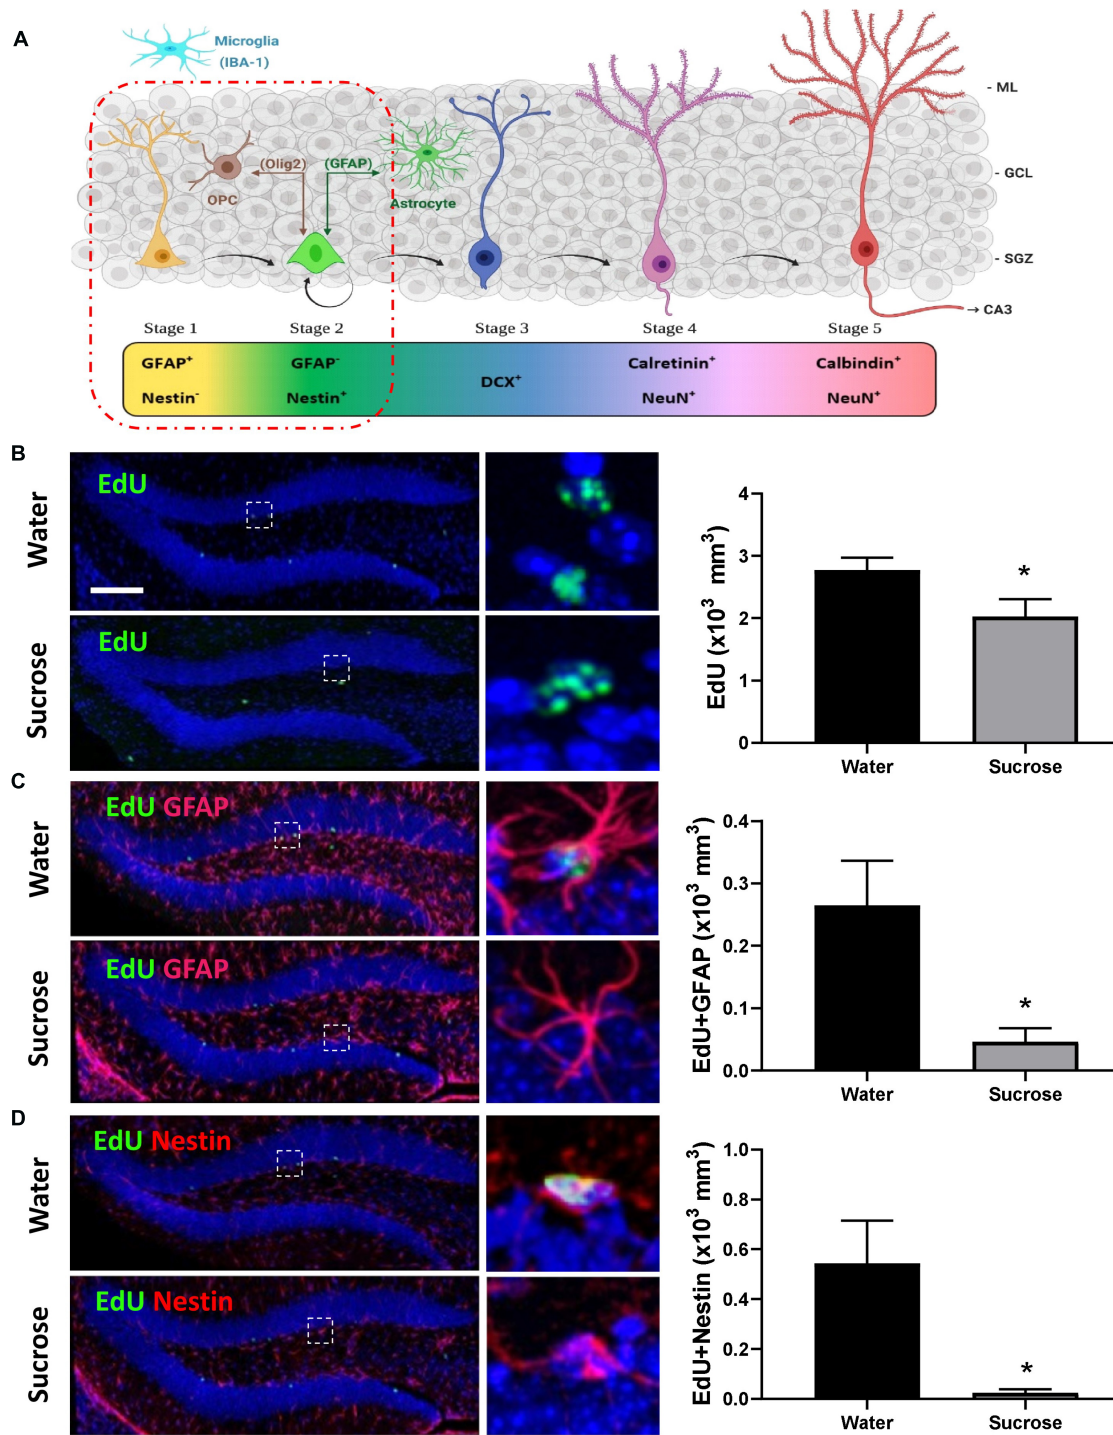 A
Microglia
(IBA-1)
- ML
(Olig2)
(GFAP)
- GCL
OPC
Astrocyte
- SGZ
→ CA3
Stage 1
Stage 2
Stage 3
Stage 4
Stage 5
GFAP⁺
GFAP⁻
DCX⁺
Calretinin⁺
Calbindin⁺
Nestin⁻
Nestin⁺
NeuN⁺
NeuN⁺
B
Water
EdU
Sucrose
EdU
EdU (x10³ mm³)
4
3
2
1
0
Water
Sucrose
*
C
Water
EdU GFAP
Sucrose
EdU GFAP
EdU+GFAP (x10³ mm³)
0.4
0.3
0.2
0.1
0.0
Water
Sucrose
*
D
Water
EdU Nestin
Sucrose
EdU Nestin
EdU+Nestin (x10³ mm³)
1.0
0.8
0.6
0.4
0.2
0.0
Water
Sucrose
*